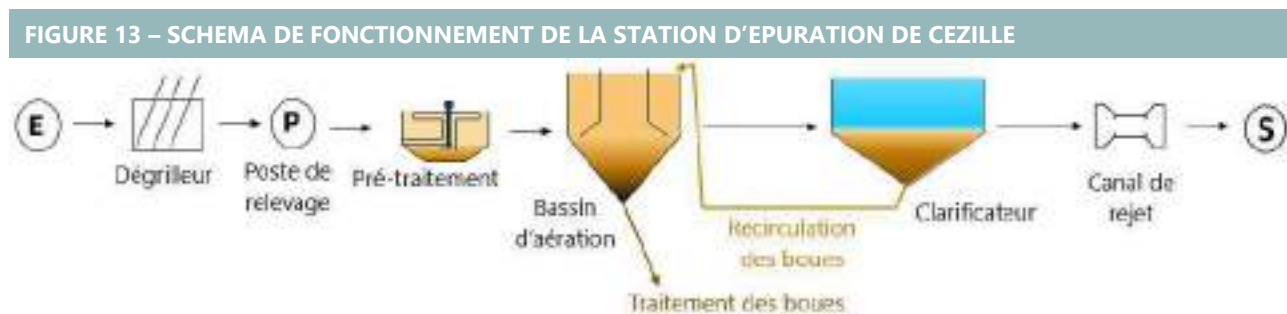 FIGURE 13 – SCHEMA DE FONCTIONNEMENT DE LA STATION D'EPURATION DE CEZILLE
E
P
S
Dégrilleur
Poste de
relevage
Pré-traitement
Bassin
d'aération
Recirculation
des boues
Clarificateur
Canal de
rejet
Traitement des boues